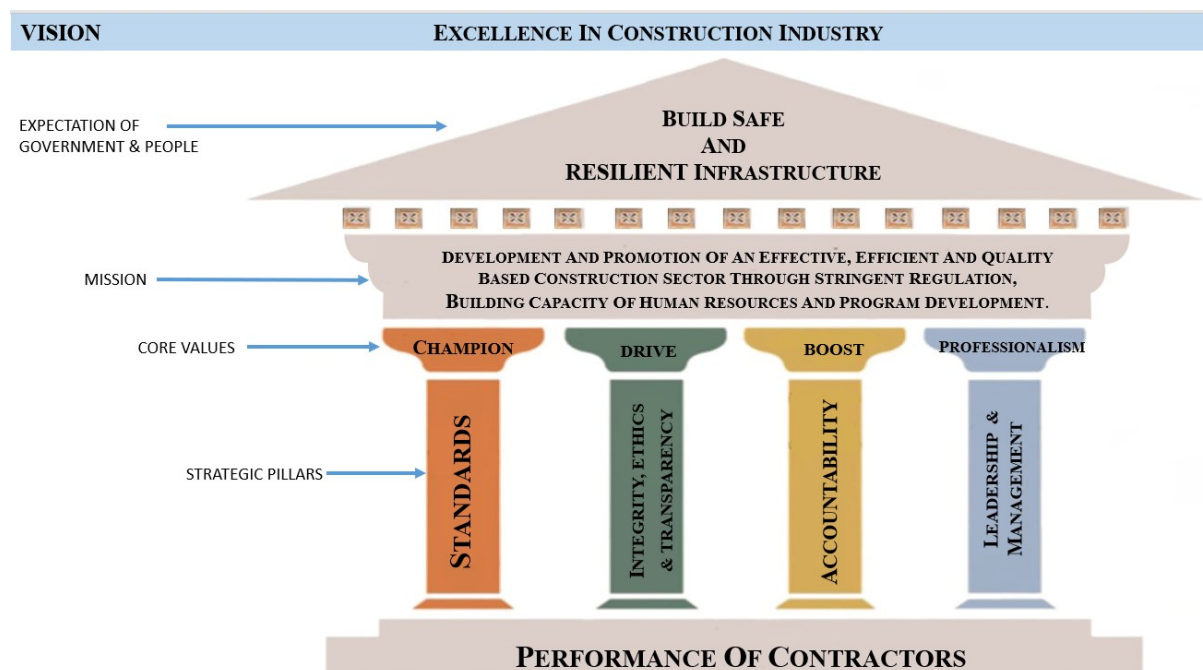 VISION
EXCELLENCE IN CONSTRUCTION INDUSTRY
EXPECTATION OF
GOVERNMENT & PEOPLE
BUILD SAFE
AND
RESILIENT INFRASTRUCTURE
MISSION
DEVELOPMENT AND PROMOTION OF AN EFFECTIVE, EFFICIENT AND QUALITY
BASED CONSTRUCTION SECTOR THROUGH STRINGENT REGULATION,
BUILDING CAPACITY OF HUMAN RESOURCES AND PROGRAM DEVELOPMENT.
CORE VALUES
CHAMPION
DRIVE
BOOST
PROFESSIONALISM
STRATEGIC PILLARS
STANDARDS
INTEGRITY, ETHICS
& TRANSPARENCY
ACCOUNTABILITY
LEADERSHIP &
MANAGEMENT
PERFORMANCE OF CONTRACTORS